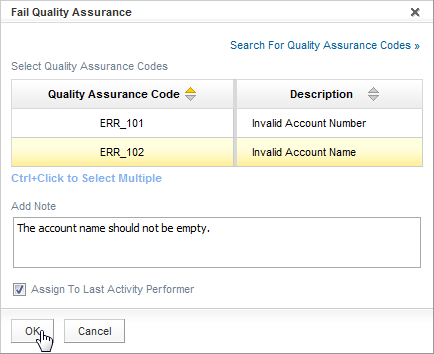 Fail Quality Assurance
Search For Quality Assurance Codes »
Select Quality Assurance Codes
Quality Assurance Code Description
ERR_101 Invalid Account Number
ERR_102 Invalid Account Name
Ctrl+Click to Select Multiple
Add Note
The account name should not be empty.
Assign To Last Activity Performer
OK Cancel